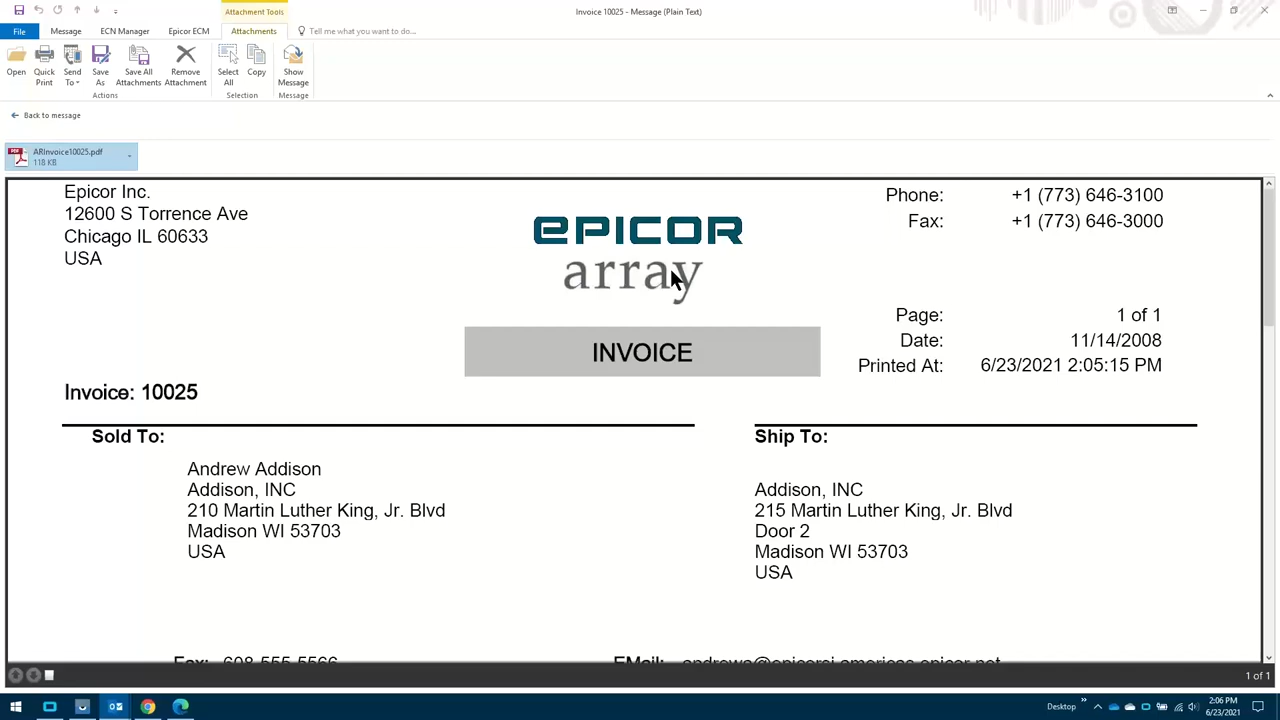 Attachment Tools
Invoice 10025 - Message (Plain Text)
File
Message
ECN Manager
Epicor ECM
Attachments
Tell me what you want to do...
Open
Quick Print
Send To
Save As
Save All Attachments
Remove Attachment
Select All
Copy
Show Message
Actions
Selection
Message
Back to message
PDF
ARInvoice10025.pdf
118 KB
Epicor Inc.
12600 S Torrence Ave
Chicago IL 60633
USA
EPICOR
array
Phone: +1 (773) 646-3100
Fax: +1 (773) 646-3000
Page: 1 of 1
Date: 11/14/2008
Printed At: 6/23/2021 2:05:15 PM
INVOICE
Invoice: 10025
Sold To:
Andrew Addison
Addison, INC
210 Martin Luther King, Jr. Blvd
Madison WI 53703
USA
Ship To:
Addison, INC
215 Martin Luther King, Jr. Blvd
Door 2
Madison WI 53703
USA
Fax: 608-555-5566
EMail:
1 of 1
Desktop
2:06 PM
6/23/2021